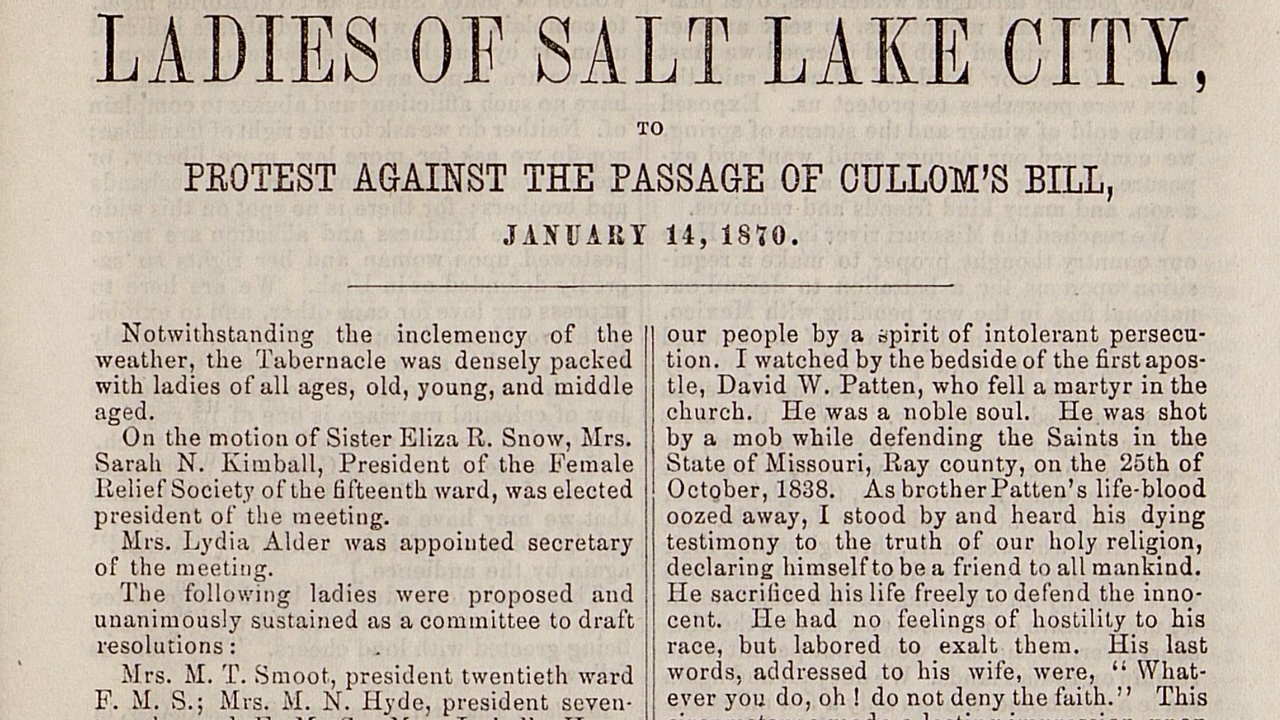 LADIES OF SALT LAKE CITY,
TO
PROTEST AGAINST THE PASSAGE OF CULLOM'S BILL,
JANUARY 14, 1870.
Notwithstanding the inclemency of the
weather, the Tabernacle was densely packed
with ladies of all ages, old, young, and middle
aged.
On the motion of Sister Eliza R. Snow, Mrs.
Sarah N. Kimball, President of the Female
Relief Society of the fifteenth ward, was elected
president of the meeting.
Mrs. Lydia Alder was appointed secretary
of the meeting.
The following ladies were proposed and
unanimously sustained as a committee to draft
resolutions:
Mrs. M. T. Smoot, president twentieth ward
F. M. S.; Mrs. M. N. Hyde, president seven-
our people by a spirit of intolerant persecu-
tion. I watched by the bedside of the first apos-
tle, David W. Patten, who fell a martyr in the
church. He was a noble soul. He was shot
by a mob while defending the Saints in the
State of Missouri, Ray county, on the 25th of
October, 1838. As brother Patten's life-blood
oozed away, I stood by and heard his dying
testimony to the truth of our holy religion,
declaring himself to be a friend to all mankind.
He sacrificed his life freely to defend the inno-
cent. He had no feelings of hostility to his
race, but labored to exalt them. His last
words, addressed to his wife, were, "What-
ever you do, oh! do not deny the faith." This